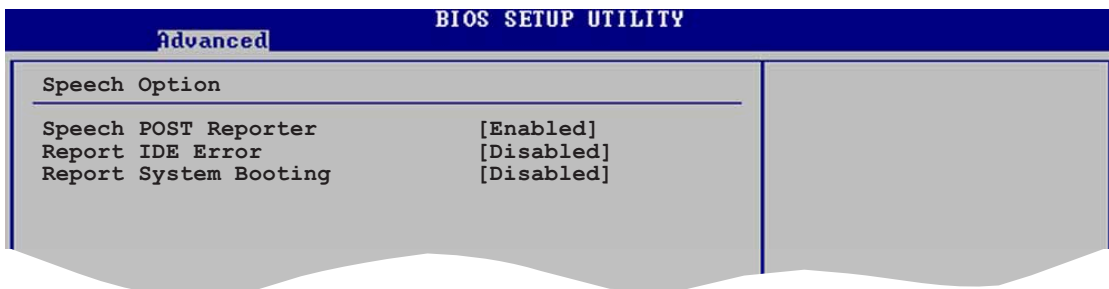 BIOS SETUP UTILITY
Advanced
Speech Option
Speech POST Reporter [Enabled]
Report IDE Error [Disabled]
Report System Booting [Disabled]